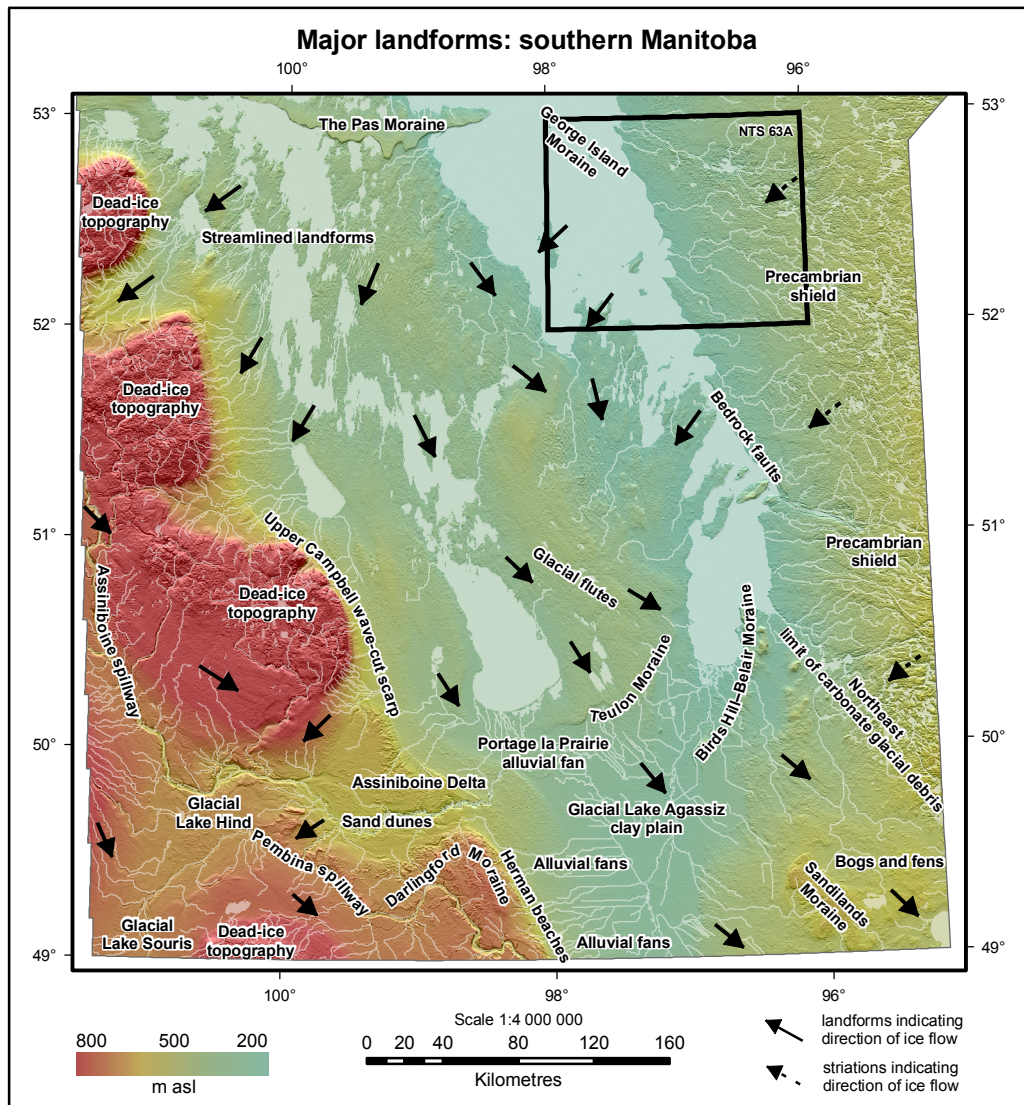 Major landforms: southern Manitoba
100°
98°
96°
53°
53°
The Pas Moraine
George Island
Moraine
NTS 63A
Dead-ice
topography
Streamlined landforms
Precambrian
shield
52°
52°
Dead-ice
topography
Bedrock faults
51°
51°
Upper Campbell wave-cut scarp
Glacial flutes
Precambrian
shield
Assiniboine spillway
Dead-ice
topography
Teulon Moraine
Birds Hill–Belair Moraine
Northeast
limit of carbonate glacial debris
50°
50°
Portage la Prairie
alluvial fan
Assiniboine Delta
Glacial
Lake Hind
Sand dunes
Glacial Lake Agassiz
clay plain
Pembina spillway
Darlingford
Moraine
Herman beaches
Alluvial fans
Bogs and fens
Sandilands
Moraine
Glacial
Lake Souris
Dead-ice
topography
Alluvial fans
49°
49°
100°
98°
96°
800
500
200
m asl
Scale 1:4 000 000
0
20
40
80
120
160
Kilometres
landforms indicating
direction of ice flow
striations indicating
direction of ice flow